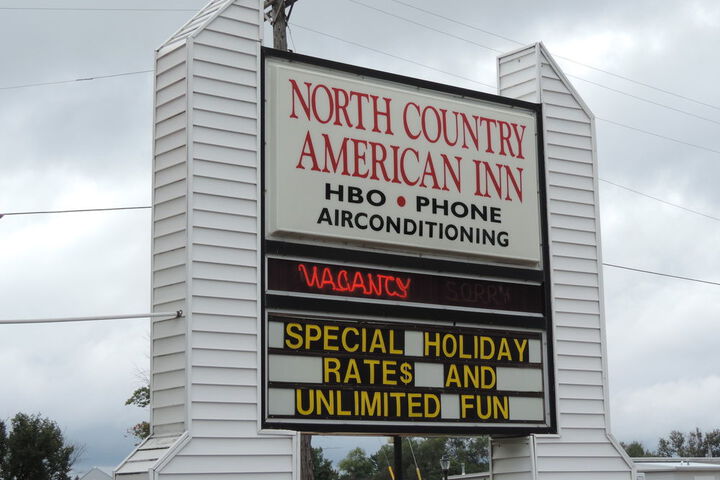 NORTH COUNTRY
AMERICAN INN
HBO • PHONE
AIRCONDITIONING
VACANCY SORRY
SPECIAL HOLIDAY
RATE$ AND
UNLIMITED FUN